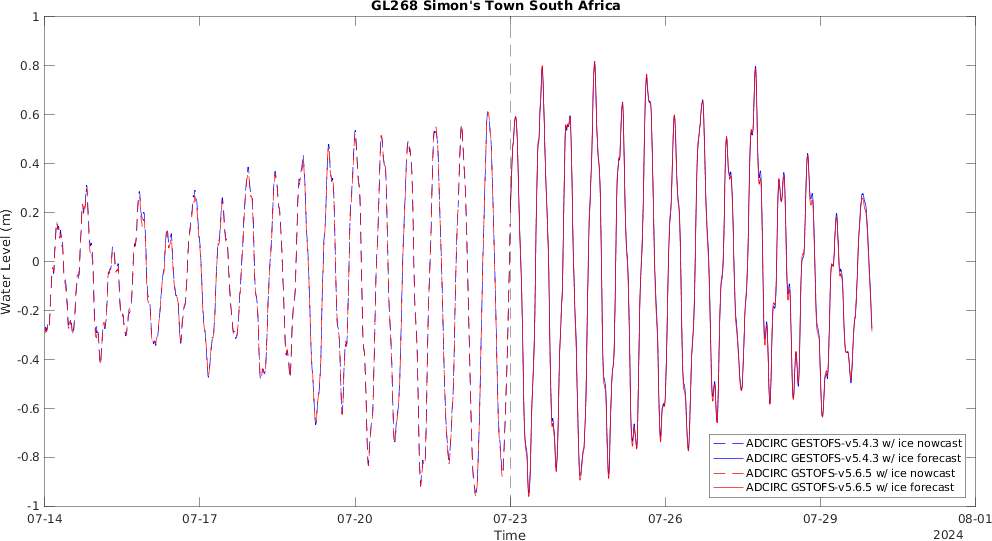 GL268 Simon's Town South Africa
1
0.8
0.6
0.4
0.2
0
-0.2
-0.4
-0.6
-0.8
-1
Water Level (m)
ADCIRC GESTOFS-v5.4.3 w/ ice nowcast
ADCIRC GESTOFS-v5.4.3 w/ ice forecast
ADCIRC GSTOFS-v5.6.5 w/ ice nowcast
ADCIRC GSTOFS-v5.6.5 w/ ice forecast
07-14 07-17 07-20 07-23 07-26 07-29 08-01
Time
2024